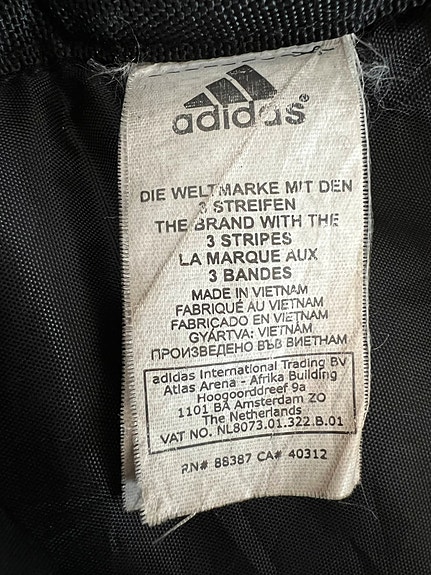 adidas®
DIE WELTMARKE MIT DEN
3 STREIFEN
THE BRAND WITH THE
3 STRIPES
LA MARQUE AUX
3 BANDES
MADE IN VIETNAM
FABRIQUÉ AU VIETNAM
FABRICADO EN VIETNAM
GYÁRTVA: VIETNÁM
ПРОИЗВЕДЕНО ВЪВ ВИЕТНАМ
adidas International Trading BV
Atlas Arena - Afrika Building
Hoogoorddreef 9a
1101 BA Amsterdam ZO
The Netherlands
VAT NO. NL8073.01.322.B.01
RN# 88387 CA# 40312